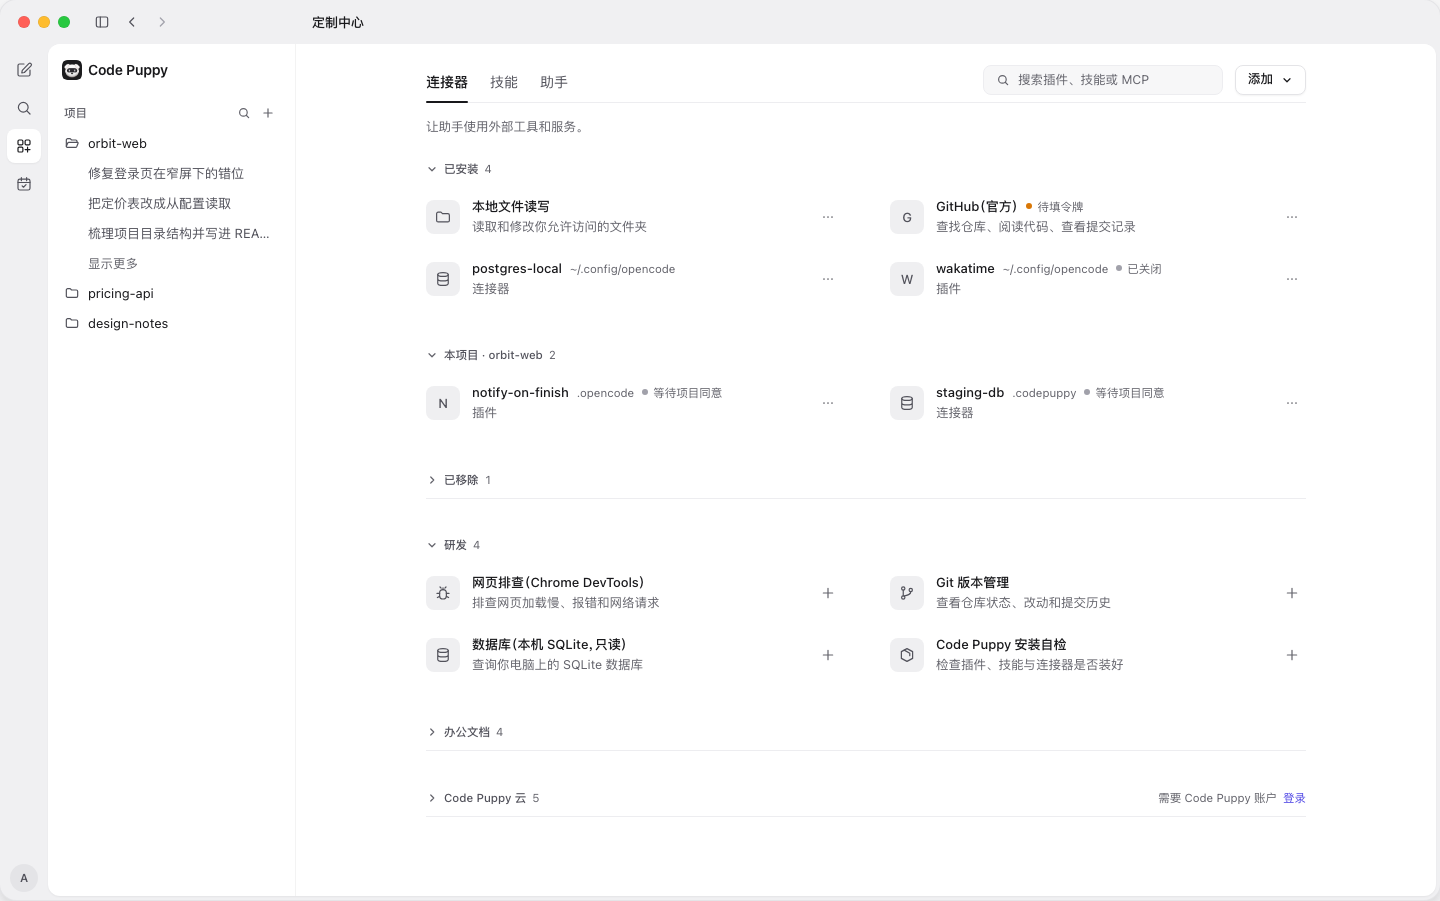 定制中心
Code Puppy
项目
orbit-web
修复登录页在窄屏下的错位
把定价表改成从配置读取
梳理项目目录结构并写进 REA...
显示更多
pricing-api
design-notes
A
连接器 技能 助手
搜索插件、技能或 MCP
添加
让助手使用外部工具和服务。
已安装 4
本地文件读写
读取和修改你允许访问的文件夹
G
GitHub(官方) 待填令牌
查找仓库、阅读代码、查看提交记录
postgres-local ~/.config/opencode
连接器
W
wakatime ~/.config/opencode 已关闭
插件
本项目 · orbit-web 2
N
notify-on-finish .opencode 等待项目同意
插件
staging-db .codepuppy 等待项目同意
连接器
已移除 1
研发 4
网页排查(Chrome DevTools)
排查网页加载慢、报错和网络请求
Git 版本管理
查看仓库状态、改动和提交历史
数据库(本机 SQLite,只读)
查询你电脑上的 SQLite 数据库
Code Puppy 安装自检
检查插件、技能与连接器是否装好
办公文档 4
Code Puppy 云 5
需要 Code Puppy 账户 登录